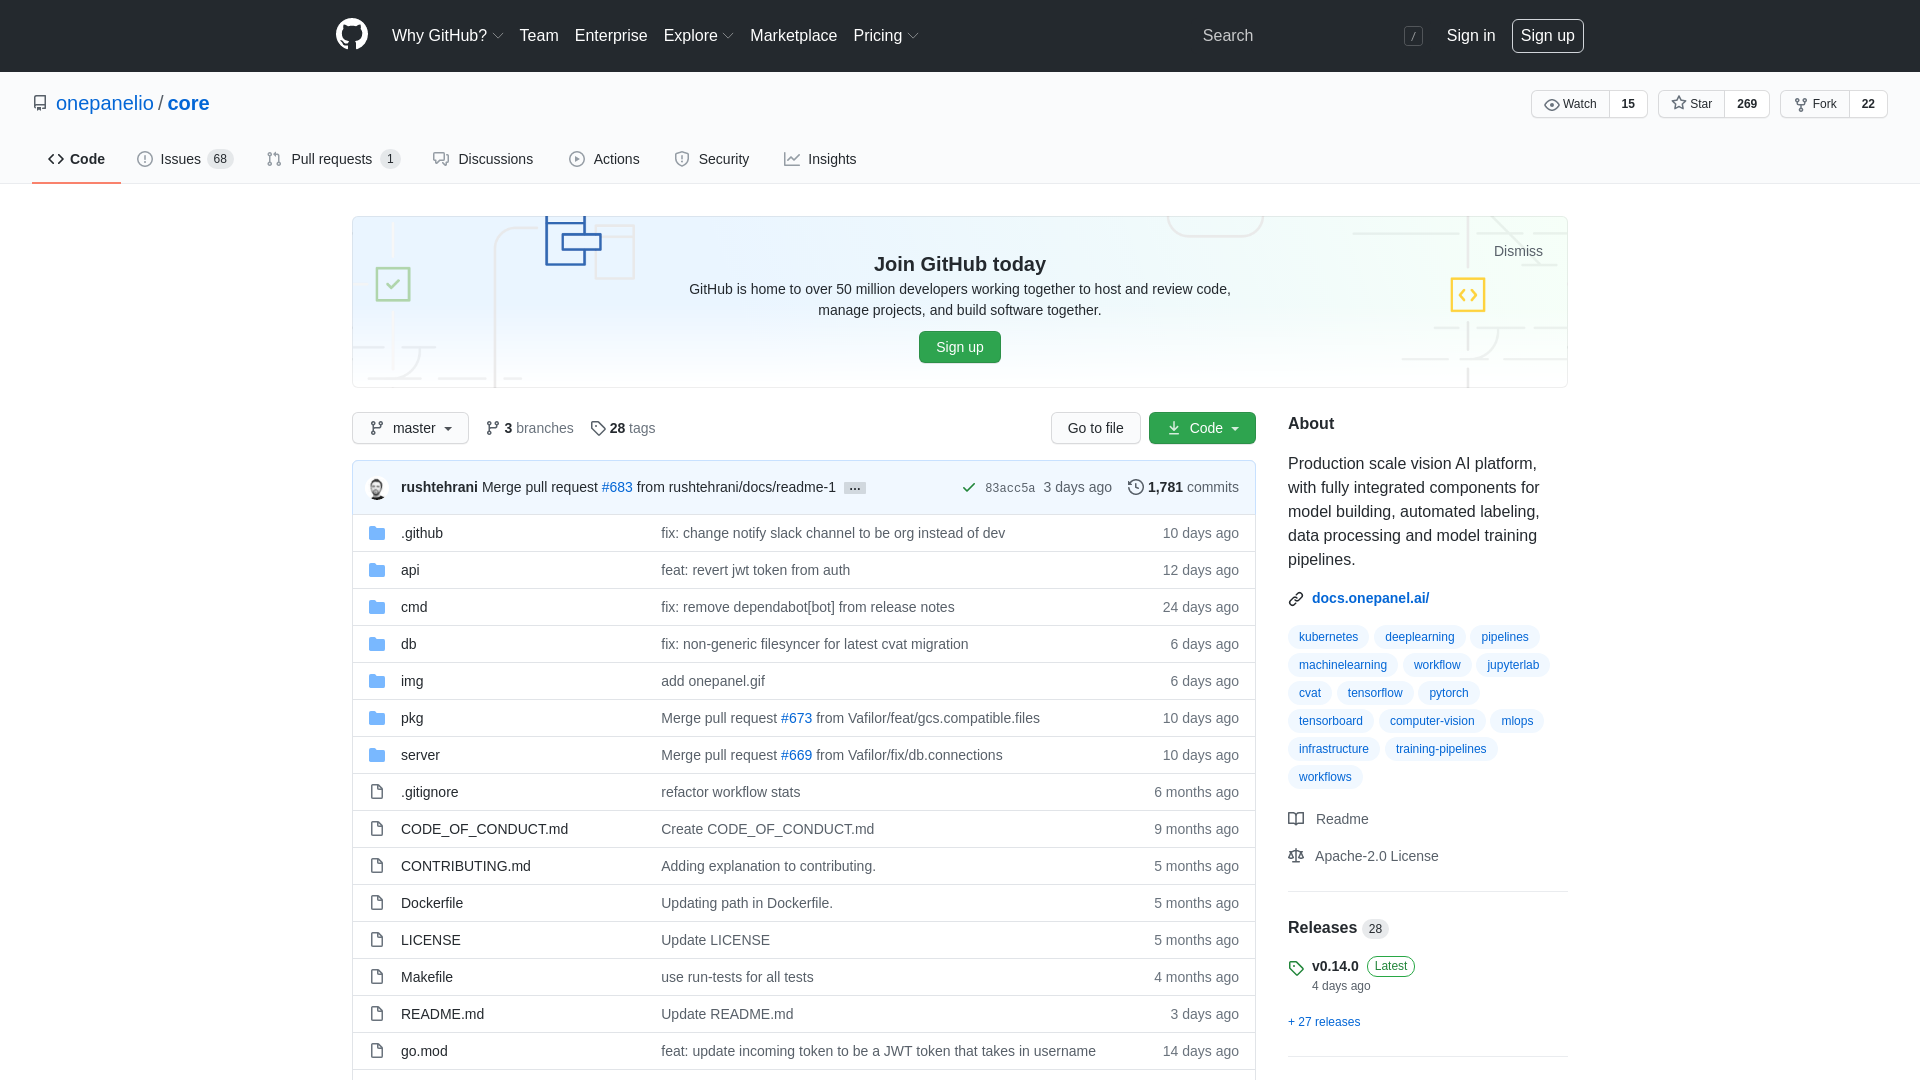 Why GitHub? Team Enterprise Explore Marketplace Pricing Search / Sign in Sign up
onepanelio / core Watch 15 Star 269 Fork 22
Code Issues 68 Pull requests 1 Discussions Actions Security Insights
Dismiss
Join GitHub today
GitHub is home to over 50 million developers working together to host and review code,
manage projects, and build software together.
Sign up
master 3 branches 28 tags Go to file Code
rushtehrani Merge pull request #683 from rushtehrani/docs/readme-1 … 83acc5a 3 days ago 1,781 commits
.github fix: change notify slack channel to be org instead of dev 10 days ago
api feat: revert jwt token from auth 12 days ago
cmd fix: remove dependabot[bot] from release notes 24 days ago
db fix: non-generic filesyncer for latest cvat migration 6 days ago
img add onepanel.gif 6 days ago
pkg Merge pull request #673 from Vafilor/feat/gcs.compatible.files 10 days ago
server Merge pull request #669 from Vafilor/fix/db.connections 10 days ago
.gitignore refactor workflow stats 6 months ago
CODE_OF_CONDUCT.md Create CODE_OF_CONDUCT.md 9 months ago
CONTRIBUTING.md Adding explanation to contributing. 5 months ago
Dockerfile Updating path in Dockerfile. 5 months ago
LICENSE Update LICENSE 5 months ago
Makefile use run-tests for all tests 4 months ago
README.md Update README.md 3 days ago
go.mod feat: update incoming token to be a JWT token that takes in username 14 days ago
About
Production scale vision AI platform,
with fully integrated components for
model building, automated labeling,
data processing and model training
pipelines.
docs.onepanel.ai/
kubernetes deeplearning pipelines
machinelearning workflow jupyterlab
cvat tensorflow pytorch
tensorboard computer-vision mlops
infrastructure training-pipelines
workflows
Readme
Apache-2.0 License
Releases 28
v0.14.0 Latest
4 days ago
+ 27 releases